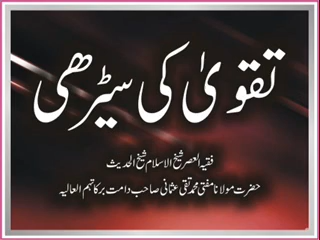 تقویٰ کی سیڑھی
فقیہ العصر شیخ الاسلام شیخ الحدیث
حضرت مولانا مفتی محمد تقی عثمانی صاحب دامت برکاتہم العالیہ